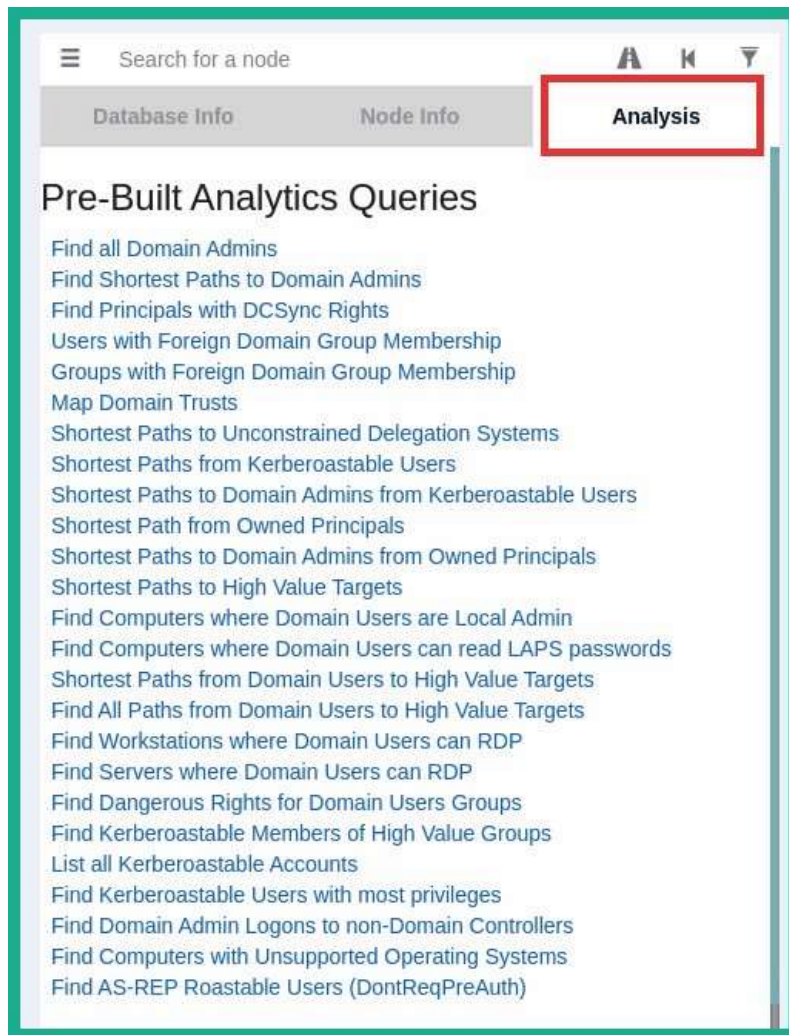 Search for a node
Database Info Node Info Analysis
Pre-Built Analytics Queries
Find all Domain Admins
Find Shortest Paths to Domain Admins
Find Principals with DCSync Rights
Users with Foreign Domain Group Membership
Groups with Foreign Domain Group Membership
Map Domain Trusts
Shortest Paths to Unconstrained Delegation Systems
Shortest Paths from Kerberoastable Users
Shortest Paths to Domain Admins from Kerberoastable Users
Shortest Path from Owned Principals
Shortest Paths to Domain Admins from Owned Principals
Shortest Paths to High Value Targets
Find Computers where Domain Users are Local Admin
Find Computers where Domain Users can read LAPS passwords
Shortest Paths from Domain Users to High Value Targets
Find All Paths from Domain Users to High Value Targets
Find Workstations where Domain Users can RDP
Find Servers where Domain Users can RDP
Find Dangerous Rights for Domain Users Groups
Find Kerberoastable Members of High Value Groups
List all Kerberoastable Accounts
Find Kerberoastable Users with most privileges
Find Domain Admin Logons to non-Domain Controllers
Find Computers with Unsupported Operating Systems
Find AS-REP Roastable Users (DontReqPreAuth)